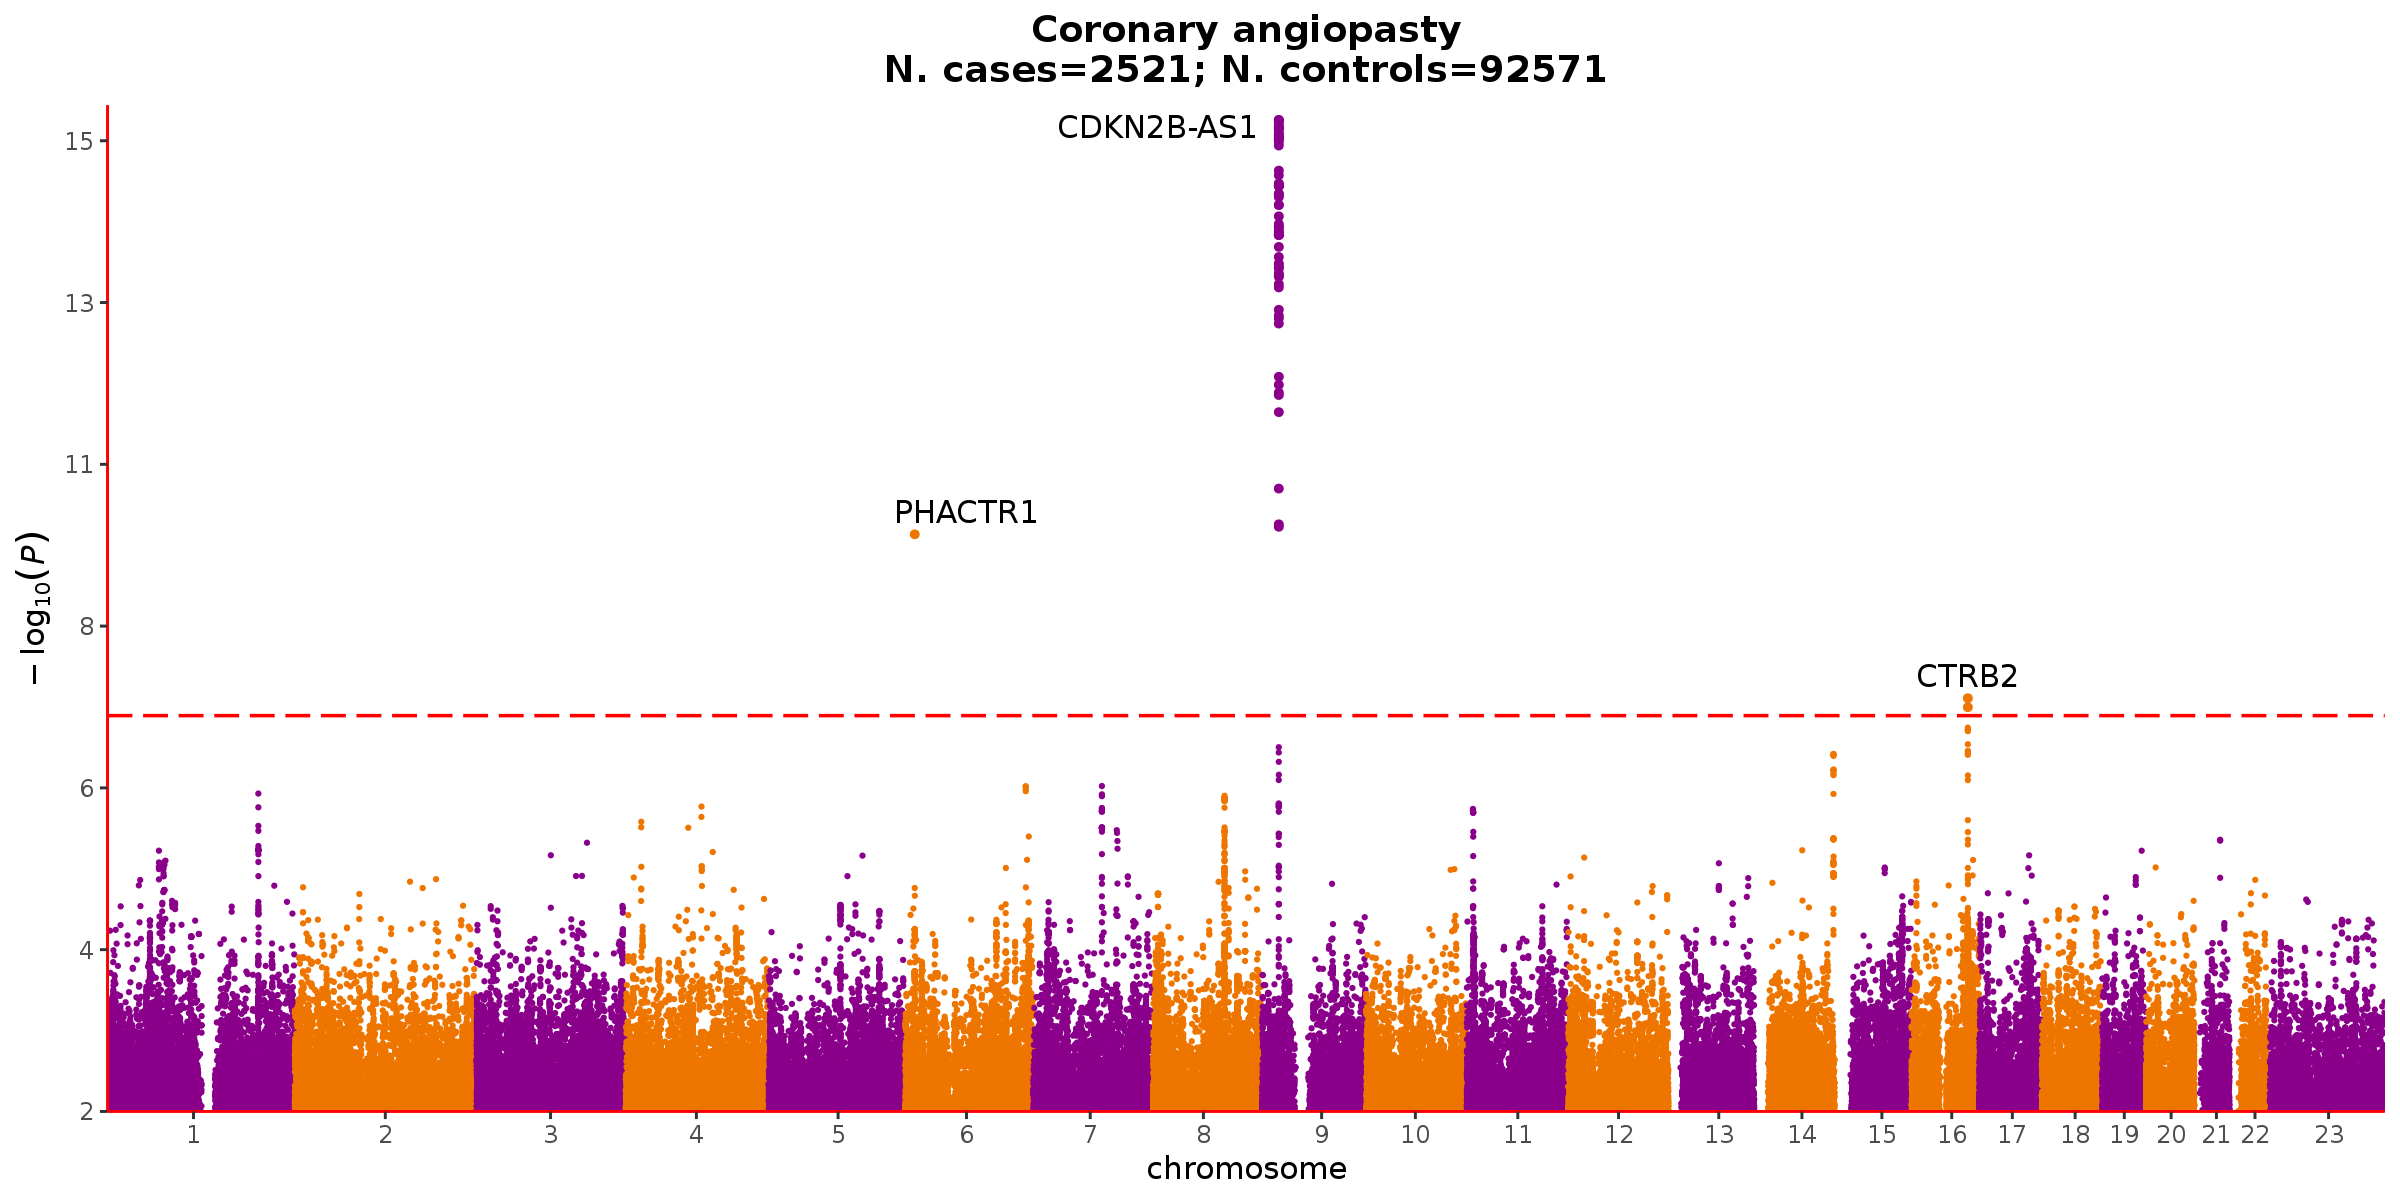 Coronary angiopasty
N. cases=2521; N. controls=92571
CDKN2B-AS1
PHACTR1
CTRB2
−log10(P)
15
13
11
8
6
4
2
1 2 3 4 5 6 7 8 9 10 11 12 13 14 15 16 17 18 19 20 21 22 23
chromosome